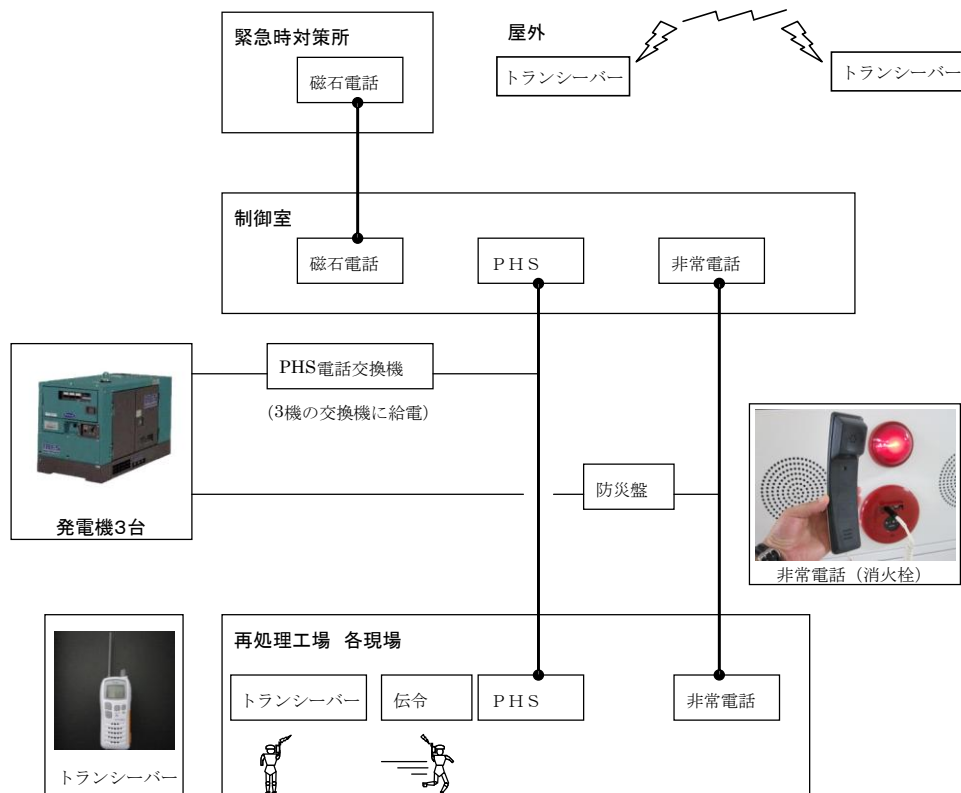 緊急時対策所
屋外
磁石電話
トランシーバー
トランシーバー
制御室
磁石電話
PHS
非常電話
PHS電話交換機
(3機の交換機に給電)
防災盤
発電機3台
非常電話(消火栓)
再処理工場 各現場
トランシーバー
伝令
PHS
非常電話
トランシーバー